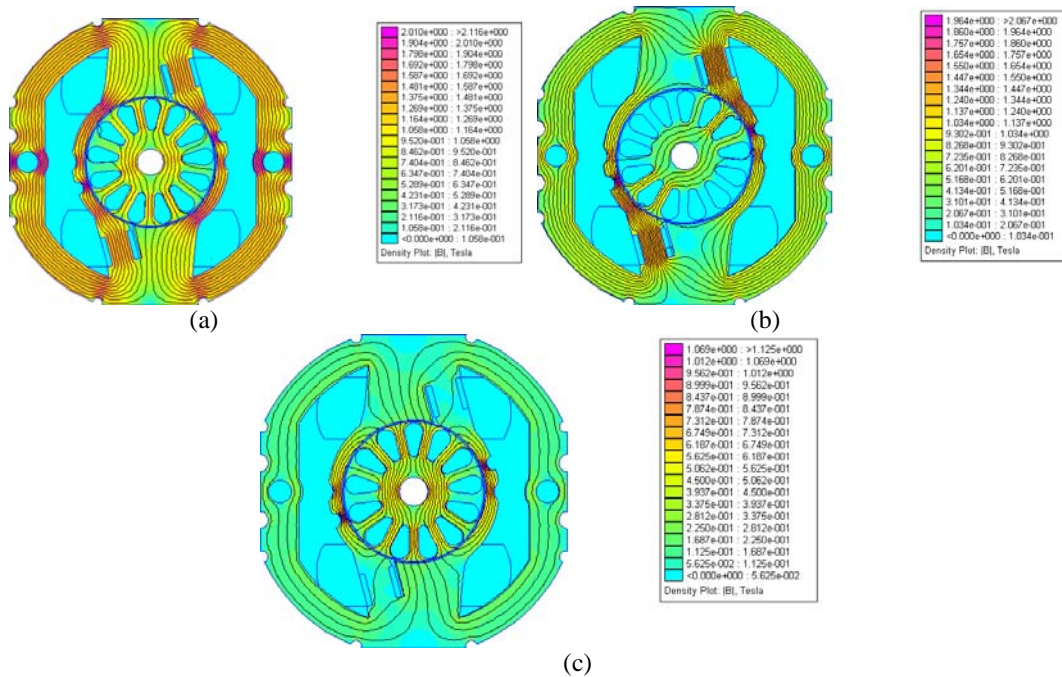 2.010e+000 : >2.116e+000
1.904e+000 : 2.010e+000
1.798e+000 : 1.904e+000
1.692e+000 : 1.798e+000
1.587e+000 : 1.692e+000
1.481e+000 : 1.587e+000
1.375e+000 : 1.481e+000
1.269e+000 : 1.375e+000
1.164e+000 : 1.269e+000
1.058e+000 : 1.164e+000
9.520e-001 : 1.058e+000
8.462e-001 : 9.520e-001
7.404e-001 : 8.462e-001
6.347e-001 : 7.404e-001
5.289e-001 : 6.347e-001
4.231e-001 : 5.289e-001
3.173e-001 : 4.231e-001
2.116e-001 : 3.173e-001
1.058e-001 : 2.116e-001
<0.000e+000 : 1.058e-001
Density Plot: |B|, Tesla
(a)
1.964e+000 : >2.067e+000
1.860e+000 : 1.964e+000
1.757e+000 : 1.860e+000
1.654e+000 : 1.757e+000
1.550e+000 : 1.654e+000
1.447e+000 : 1.550e+000
1.344e+000 : 1.447e+000
1.240e+000 : 1.344e+000
1.137e+000 : 1.240e+000
1.034e+000 : 1.137e+000
9.302e-001 : 1.034e+000
8.268e-001 : 9.302e-001
7.235e-001 : 8.268e-001
6.201e-001 : 7.235e-001
5.168e-001 : 6.201e-001
4.134e-001 : 5.168e-001
3.101e-001 : 4.134e-001
2.067e-001 : 3.101e-001
1.034e-001 : 2.067e-001
<0.000e+000 : 1.034e-001
Density Plot: |B|, Tesla
(b)
1.069e+000 : >1.125e+000
1.012e+000 : 1.069e+000
9.562e-001 : 1.012e+000
8.999e-001 : 9.562e-001
8.437e-001 : 8.999e-001
7.874e-001 : 8.437e-001
7.312e-001 : 7.874e-001
6.749e-001 : 7.312e-001
6.187e-001 : 6.749e-001
5.625e-001 : 6.187e-001
5.062e-001 : 5.625e-001
4.500e-001 : 5.062e-001
3.937e-001 : 4.500e-001
3.375e-001 : 3.937e-001
2.812e-001 : 3.375e-001
2.250e-001 : 2.812e-001
1.687e-001 : 2.250e-001
1.125e-001 : 1.687e-001
5.625e-002 : 1.125e-001
<0.000e+000 : 5.625e-002
Density Plot: |B|, Tesla
(c)